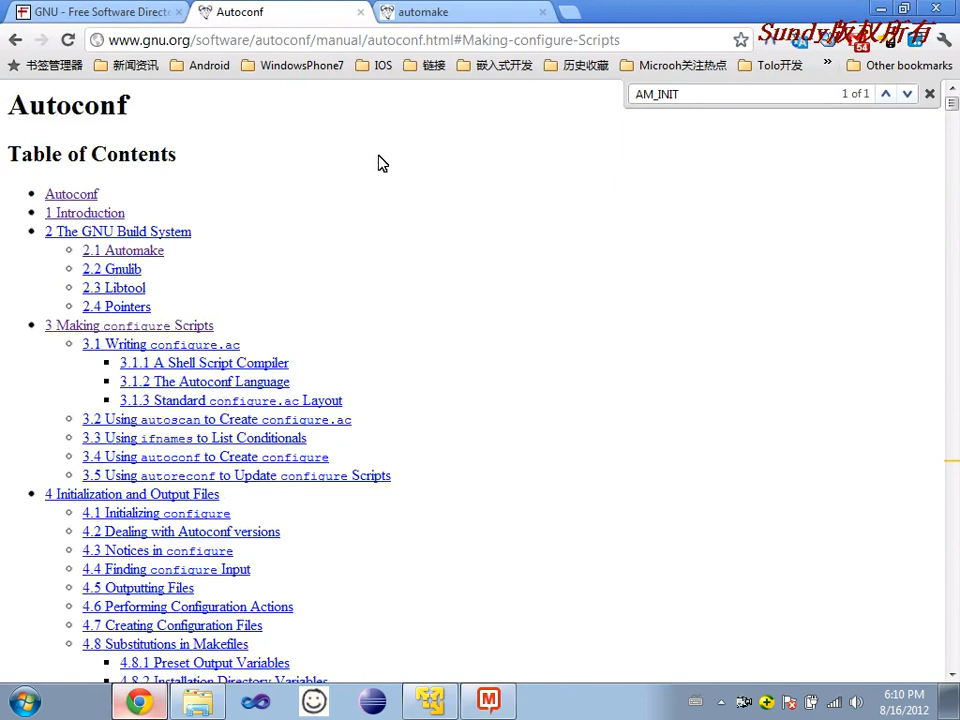 GNU - Free Software Direct
Autoconf
automake
www.gnu.org/software/autoconf/manual/autoconf.html#Making-configure-Scripts
Sundy版权所有
54
书签管理器
新闻资讯
Android
WindowsPhone7
IOS
链接
嵌入式开发
历史收藏
Microoh关注热点
Tolo开发
»
Other bookmarks
AM_INIT
1 of 1
Autoconf
Table of Contents
Autoconf
1 Introduction
2 The GNU Build System
2.1 Automake
2.2 Gnulib
2.3 Libtool
2.4 Pointers
3 Making configure Scripts
3.1 Writing configure.ac
3.1.1 A Shell Script Compiler
3.1.2 The Autoconf Language
3.1.3 Standard configure.ac Layout
3.2 Using autoscan to Create configure.ac
3.3 Using ifnames to List Conditionals
3.4 Using autoconf to Create configure
3.5 Using autoreconf to Update configure Scripts
4 Initialization and Output Files
4.1 Initializing configure
4.2 Dealing with Autoconf versions
4.3 Notices in configure
4.4 Finding configure Input
4.5 Outputting Files
4.6 Performing Configuration Actions
4.7 Creating Configuration Files
4.8 Substitutions in Makefiles
4.8.1 Preset Output Variables
4.8.2 Installation Directory Variables
6:10 PM
8/16/2012